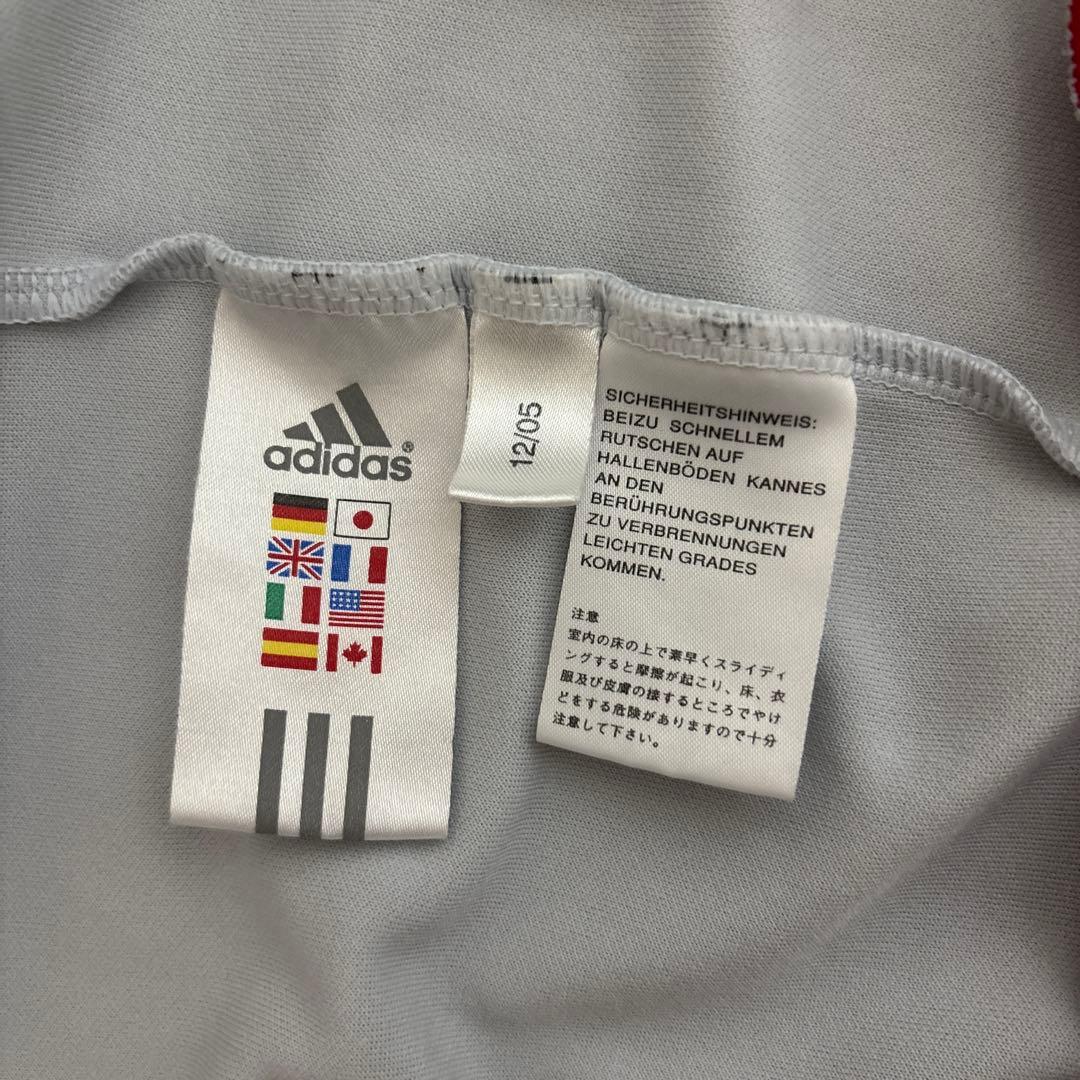 adidas®
12/05
SICHERHEITSHINWEIS:
BEIZU SCHNELLEM
RUTSCHEN AUF
HALLENBÖDEN KANNES
AN DEN
BERÜHRUNGSPUNKTEN
ZU VERBRENNUNGEN
LEICHTEN GRADES
KOMMEN.
注意
室内の床の上で素早くスライディ
ングすると摩擦が起こり、床、衣
服及び皮膚の接するところでやけ
どをする危険がありますので十分
注意して下さい。